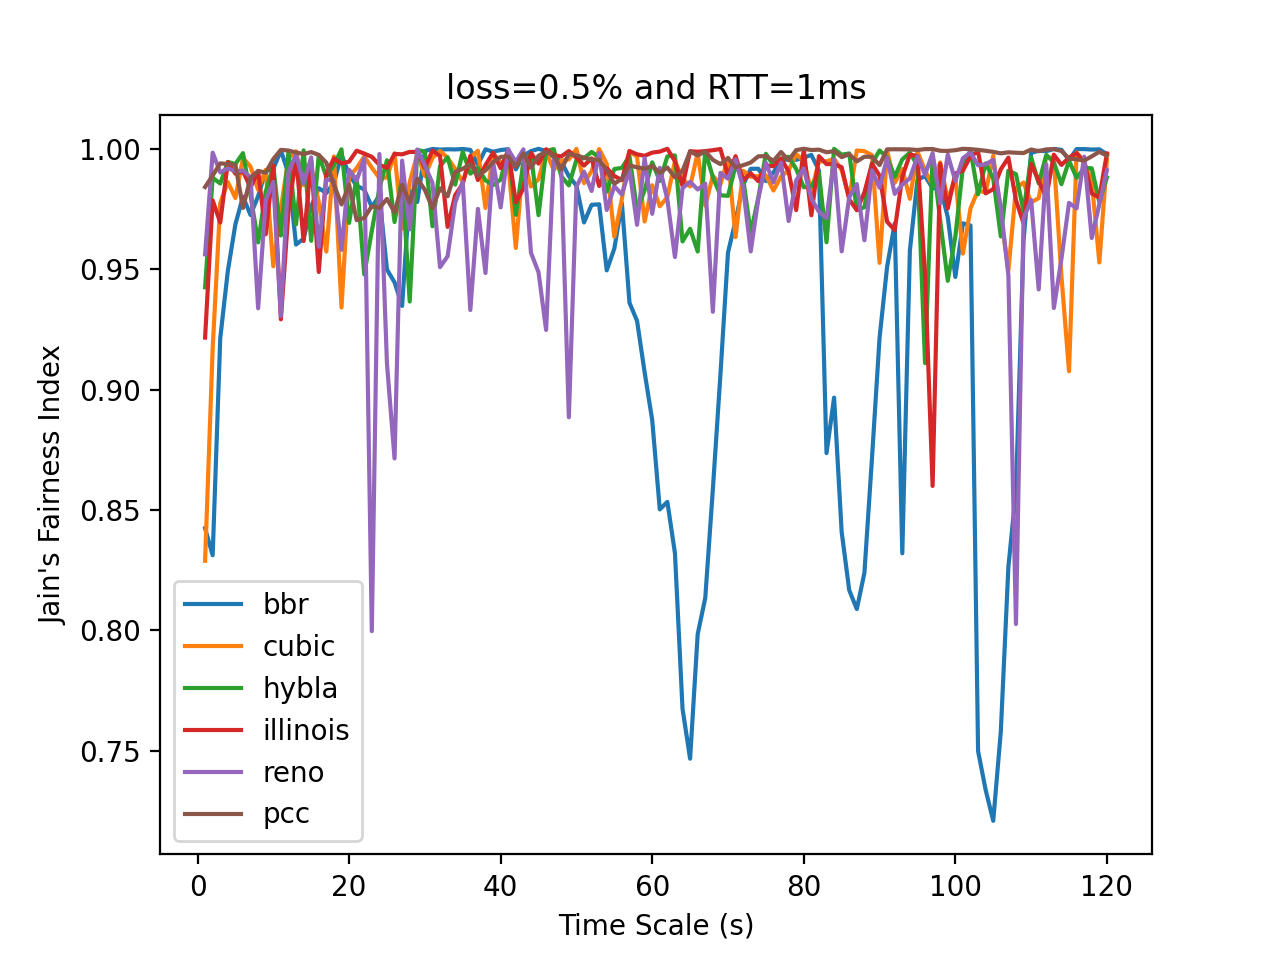 loss=0.5% and RTT=1ms
1.00
0.95
0.90
0.85
0.80
0.75
Jain's Fairness Index
bbr
cubic
hybla
illinois
reno
pcc
0 20 40 60 80 100 120
Time Scale (s)